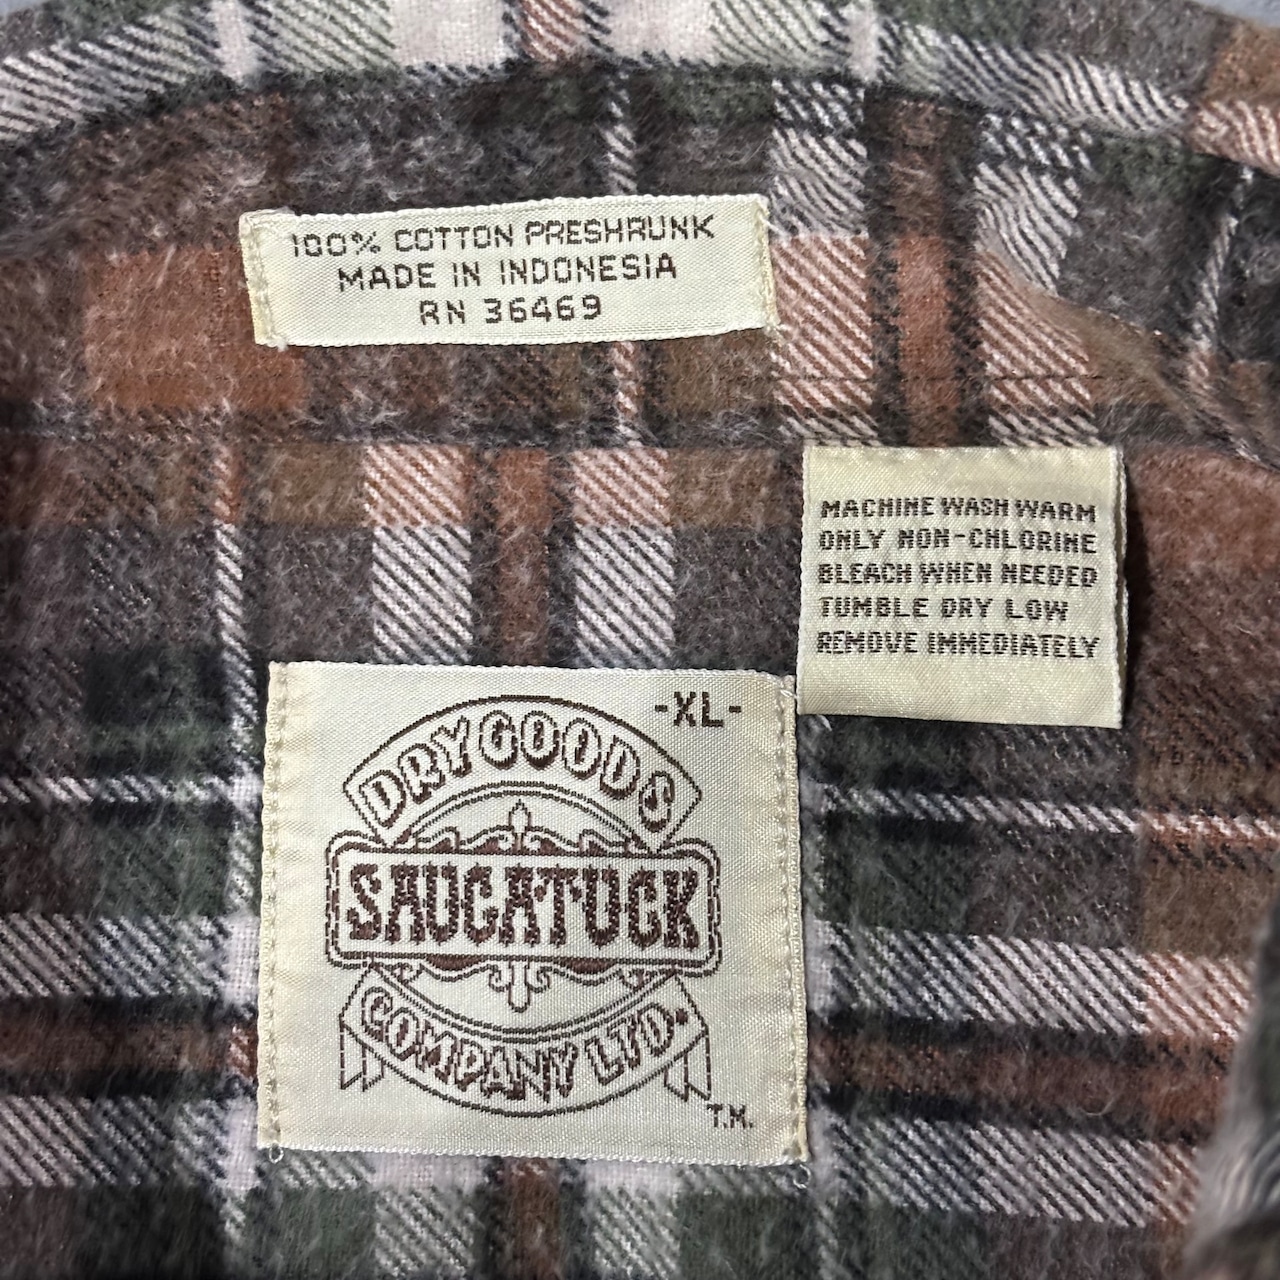 100% COTTON PRESHRUNK
MADE IN INDONESIA
RN 36469
MACHINE WASH WARM
ONLY NON-CHLORINE
BLEACH WHEN NEEDED
TUMBLE DRY LOW
REMOVE IMMEDIATELY
-XL-
DRY GOODS
SAUGATUCK
COMPANY LTD.
T.M.